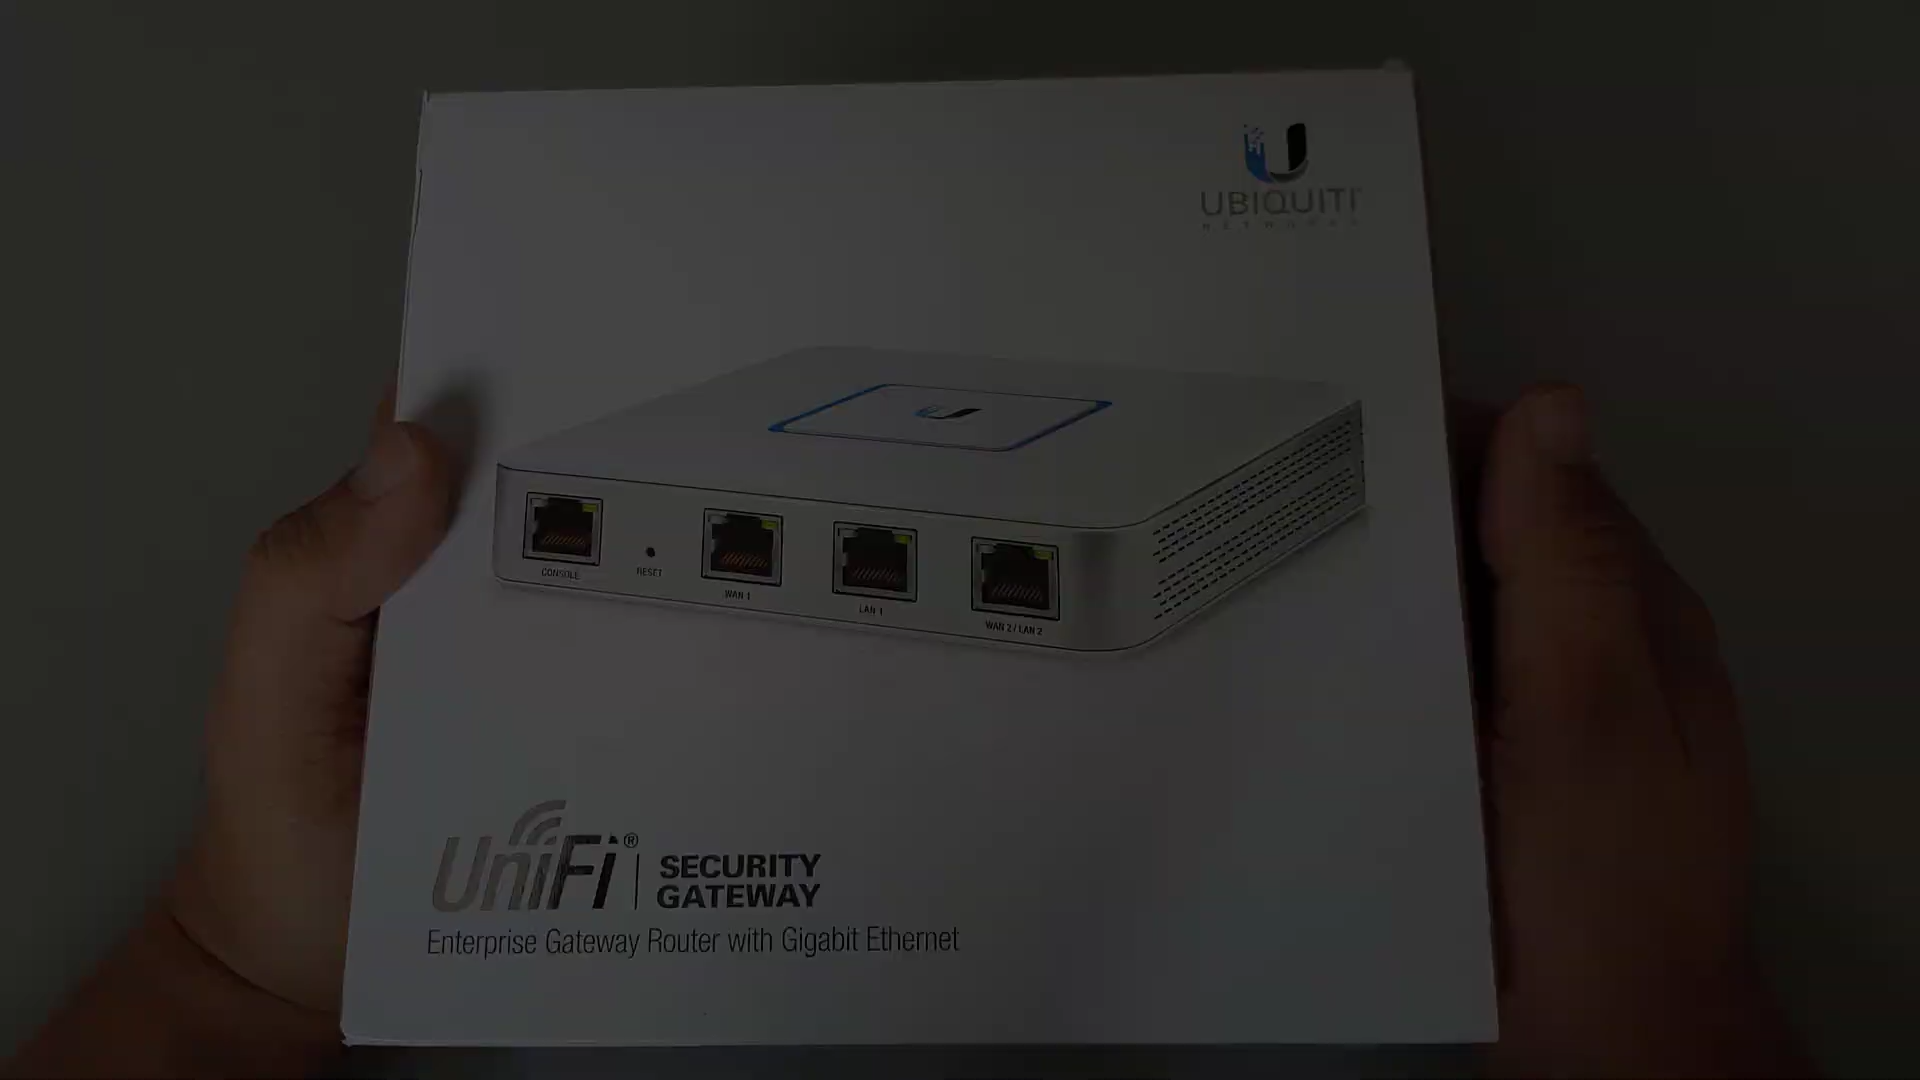 UBIQUITI
NETWORKS
CONSOLE
RESET
WAN 1
LAN 1
WAN 2 / LAN 2
UniFi® | SECURITY
GATEWAY
Enterprise Gateway Router with Gigabit Ethernet